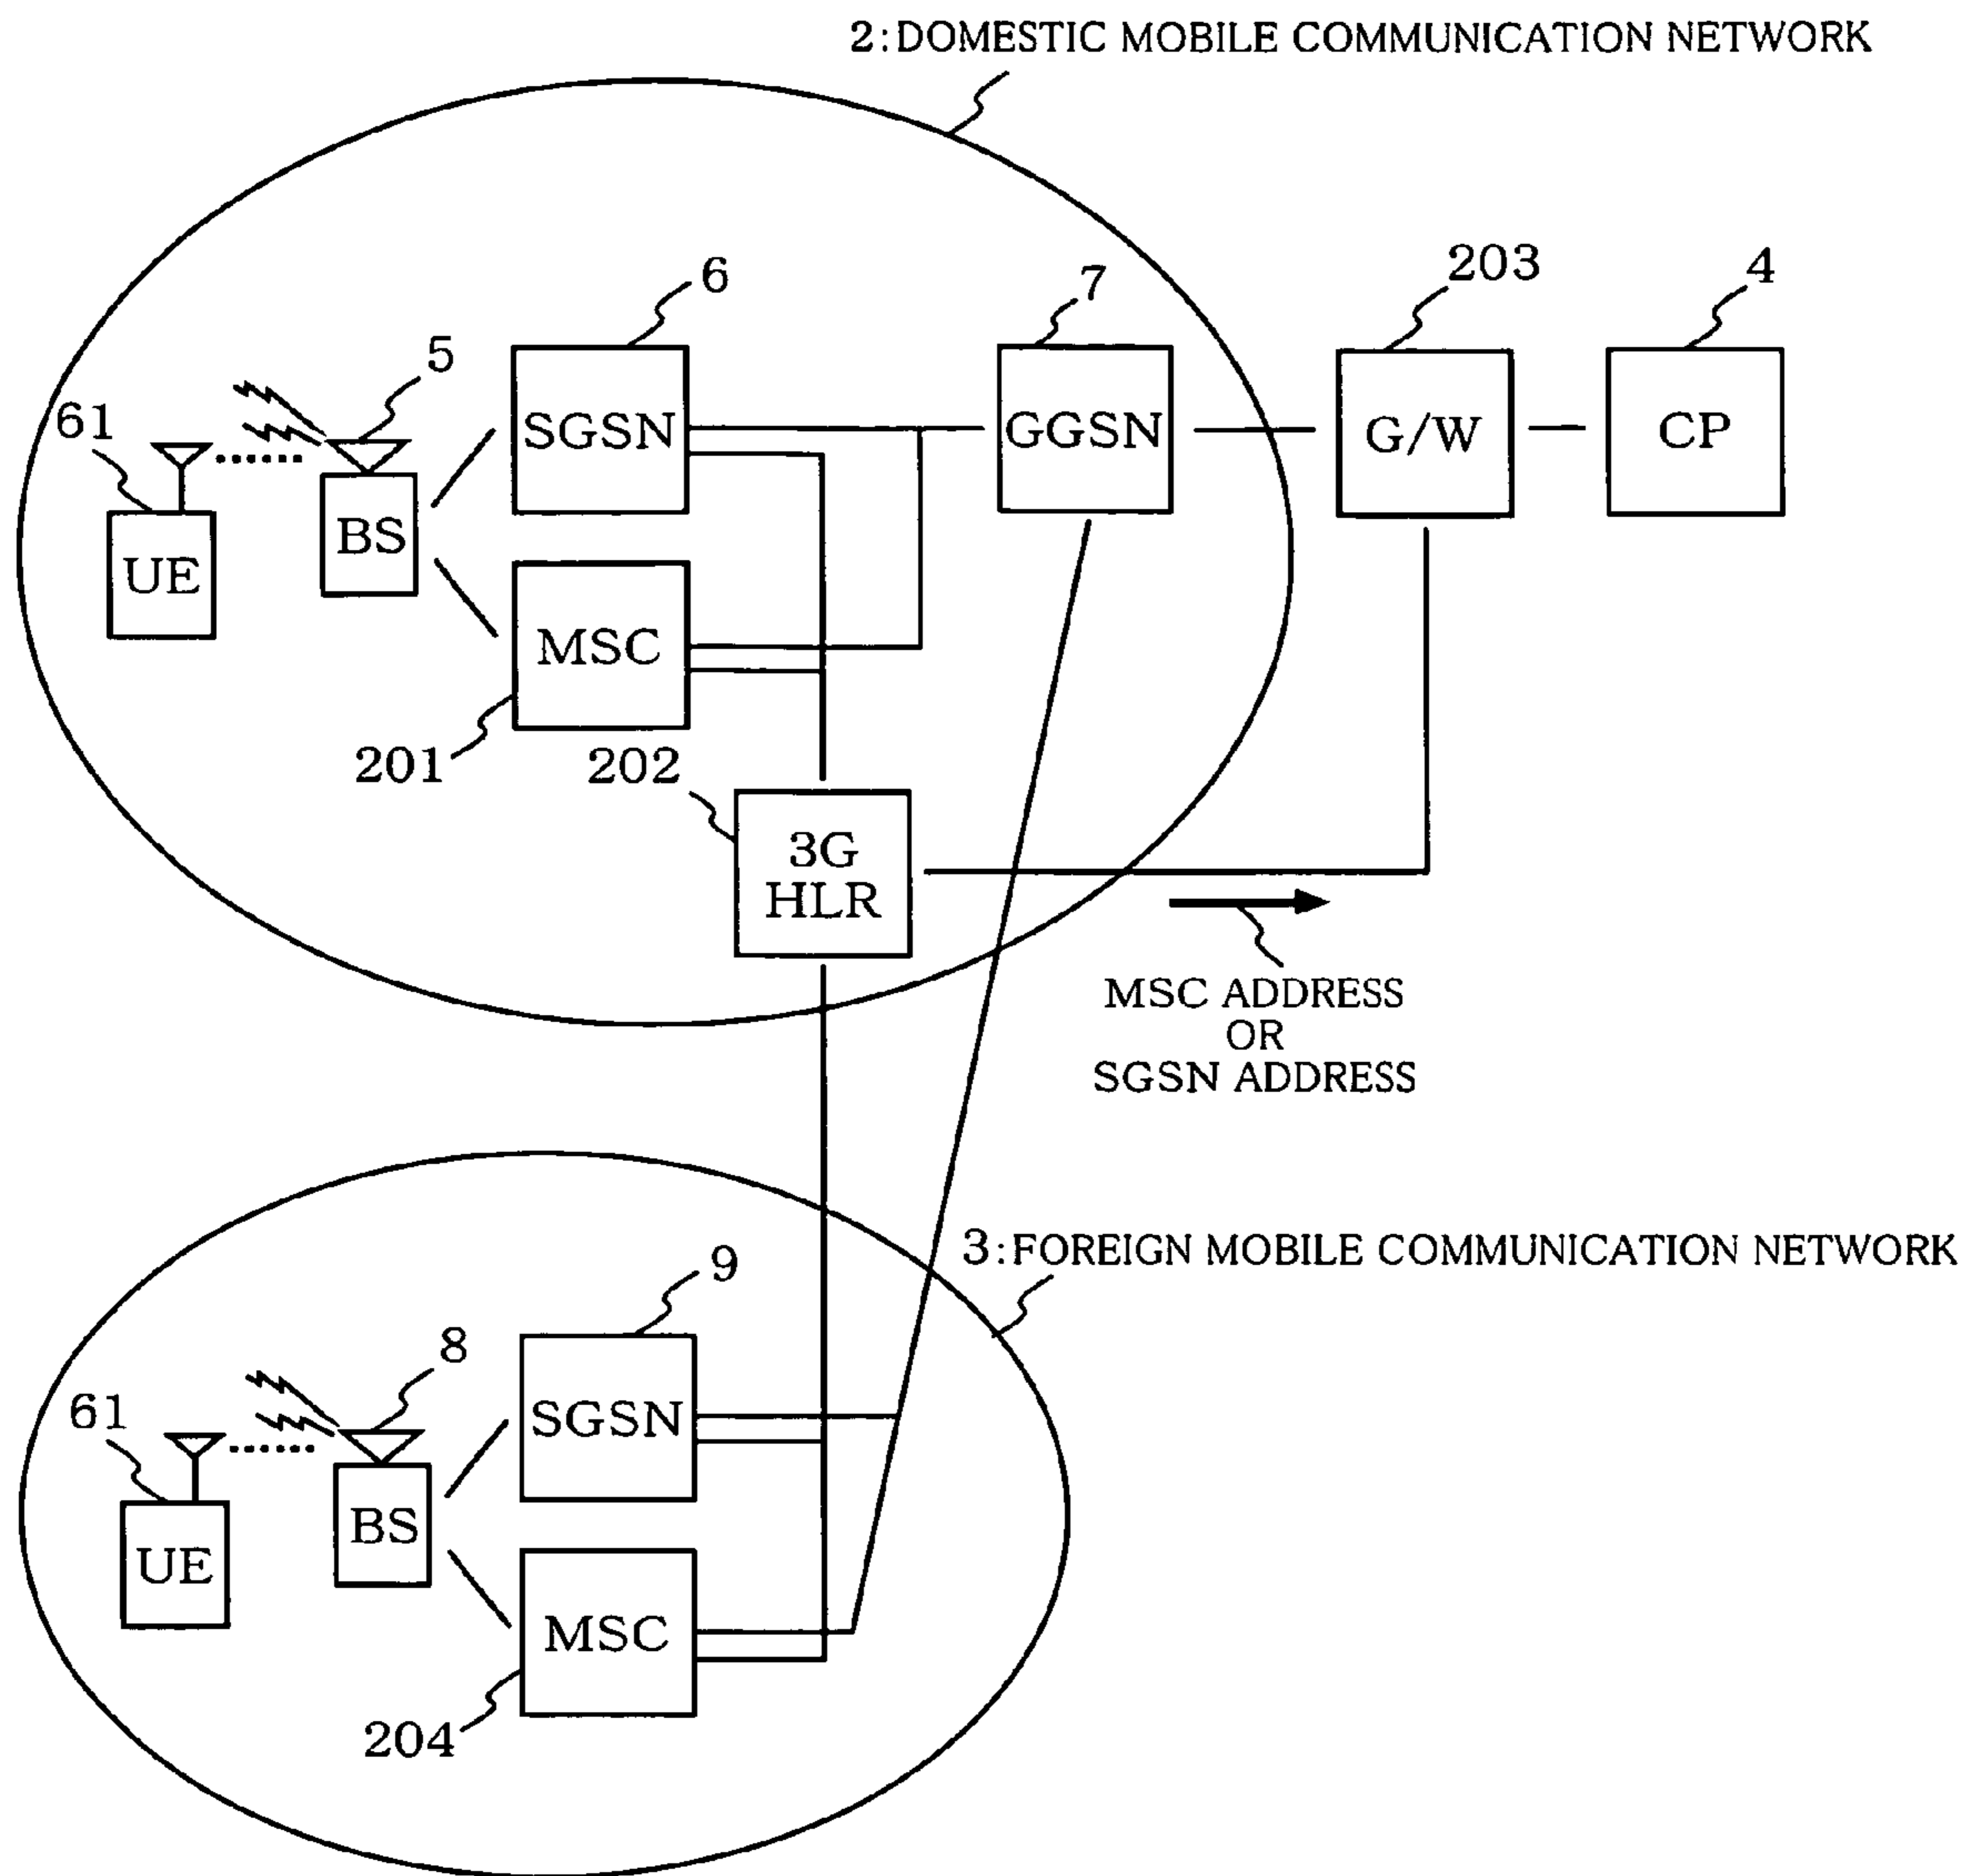 2:DOMESTIC MOBILE COMMUNICATION NETWORK
203
4
6
7
5
61
SGSN
GGSN
G/W
CP
BS
UE
MSC
201
202
3G
HLR
MSC ADDRESS
OR
SGSN ADDRESS
3:FOREIGN MOBILE COMMUNICATION NETWORK
9
8
61
SGSN
BS
UE
MSC
204